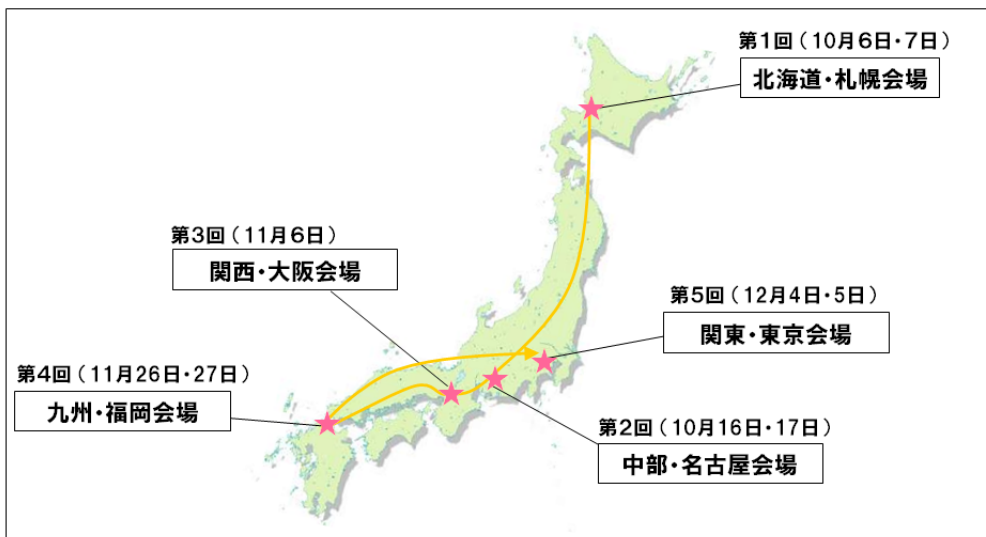 第1回（10月6日・7日）
北海道・札幌会場
第3回（11月6日）
関西・大阪会場
第5回（12月4日・5日）
関東・東京会場
第4回（11月26日・27日）
九州・福岡会場
第2回（10月16日・17日）
中部・名古屋会場